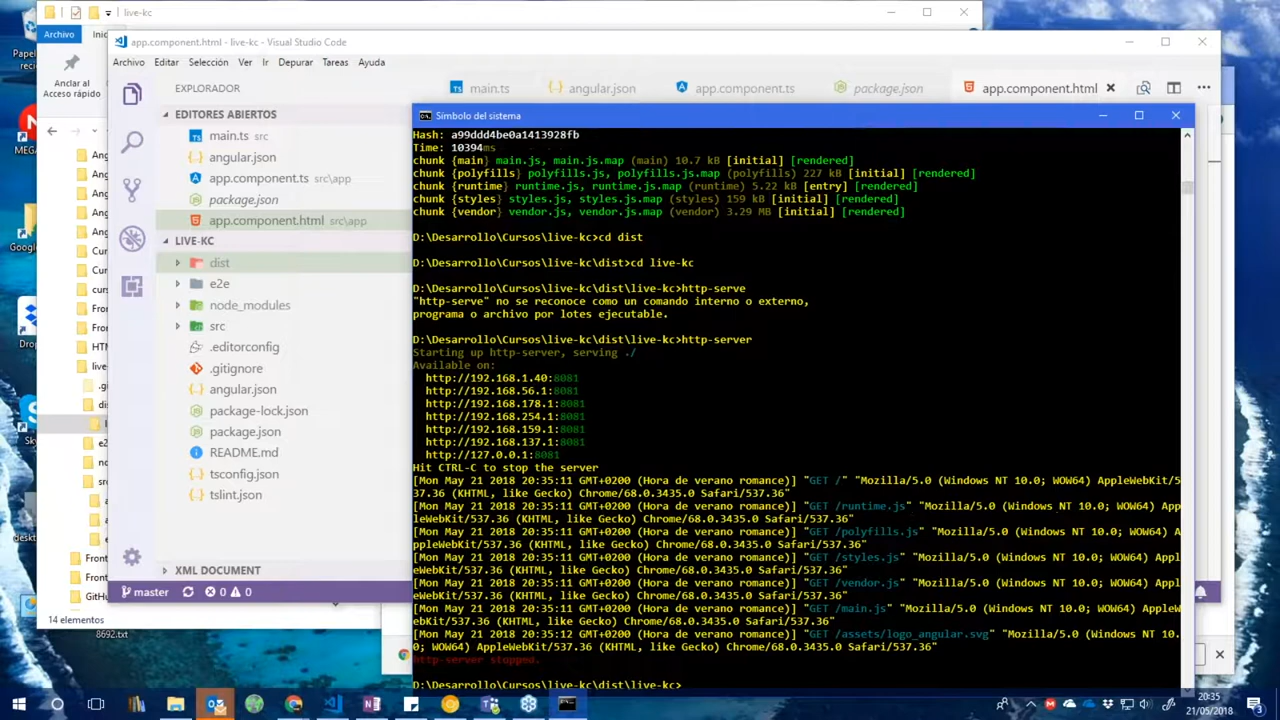 live-kc
Archivo
Inic
Anclar al
Acceso rápido
app.component.html - live-kc - Visual Studio Code
Archivo Editar Selección Ver Ir Depurar Tareas Ayuda
EXPLORADOR
main.ts
angular.json
app.component.ts
package.json
app.component.html
EDITORES ABIERTOS
main.ts src
angular.json
app.component.ts src\app
package.json
app.component.html src\app
LIVE-KC
dist
e2e
node_modules
src
.editorconfig
.gitignore
angular.json
package-lock.json
package.json
README.md
tsconfig.json
tslint.json
XML DOCUMENT
master 0 0
14 elementos
8692.txt
Símbolo del sistema
Hash: a99ddd4be0a1413928fb
Time: 10394ms
chunk {main} main.js, main.js.map (main) 10.7 kB [initial] [rendered]
chunk {polyfills} polyfills.js, polyfills.js.map (polyfills) 227 kB [initial] [rendered]
chunk {runtime} runtime.js, runtime.js.map (runtime) 5.22 kB [entry] [rendered]
chunk {styles} styles.js, styles.js.map (styles) 159 kB [initial] [rendered]
chunk {vendor} vendor.js, vendor.js.map (vendor) 3.29 MB [initial] [rendered]
D:\Desarrollo\Cursos\live-kc>cd dist
D:\Desarrollo\Cursos\live-kc\dist>cd live-kc
D:\Desarrollo\Cursos\live-kc\dist\live-kc>http-serve
"http-serve" no se reconoce como un comando interno o externo,
programa o archivo por lotes ejecutable.
D:\Desarrollo\Cursos\live-kc\dist\live-kc>http-server
Starting up http-server, serving ./
Available on:
http://192.168.1.40:8081
http://192.168.56.1:8081
http://192.168.178.1:8081
http://192.168.254.1:8081
http://192.168.159.1:8081
http://192.168.137.1:8081
http://127.0.0.1:8081
Hit CTRL-C to stop the server
[Mon May 21 2018 20:35:11 GMT+0200 (Hora de verano romance)] "GET /" "Mozilla/5.0 (Windows NT 10.0; WOW64) AppleWebKit/5
37.36 (KHTML, like Gecko) Chrome/68.0.3435.0 Safari/537.36"
[Mon May 21 2018 20:35:11 GMT+0200 (Hora de verano romance)] "GET /runtime.js" "Mozilla/5.0 (Windows NT 10.0; WOW64) App
leWebKit/537.36 (KHTML, like Gecko) Chrome/68.0.3435.0 Safari/537.36"
[Mon May 21 2018 20:35:11 GMT+0200 (Hora de verano romance)] "GET /polyfills.js" "Mozilla/5.0 (Windows NT 10.0; WOW64) A
ppleWebKit/537.36 (KHTML, like Gecko) Chrome/68.0.3435.0 Safari/537.36"
[Mon May 21 2018 20:35:11 GMT+0200 (Hora de verano romance)] "GET /styles.js" "Mozilla/5.0 (Windows NT 10.0; WOW64) Appl
eWebKit/537.36 (KHTML, like Gecko) Chrome/68.0.3435.0 Safari/537.36"
[Mon May 21 2018 20:35:11 GMT+0200 (Hora de verano romance)] "GET /vendor.js" "Mozilla/5.0 (Windows NT 10.0; WOW64) Appl
eWebKit/537.36 (KHTML, like Gecko) Chrome/68.0.3435.0 Safari/537.36"
[Mon May 21 2018 20:35:11 GMT+0200 (Hora de verano romance)] "GET /main.js" "Mozilla/5.0 (Windows NT 10.0; WOW64) AppleW
ebKit/537.36 (KHTML, like Gecko) Chrome/68.0.3435.0 Safari/537.36"
[Mon May 21 2018 20:35:12 GMT+0200 (Hora de verano romance)] "GET /assets/logo_angular.svg" "Mozilla/5.0 (Windows NT 10.
0; WOW64) AppleWebKit/537.36 (KHTML, like Gecko) Chrome/68.0.3435.0 Safari/537.36"
http-server stopped.
D:\Desarrollo\Cursos\live-kc\dist\live-kc>
20:35
21/05/2018